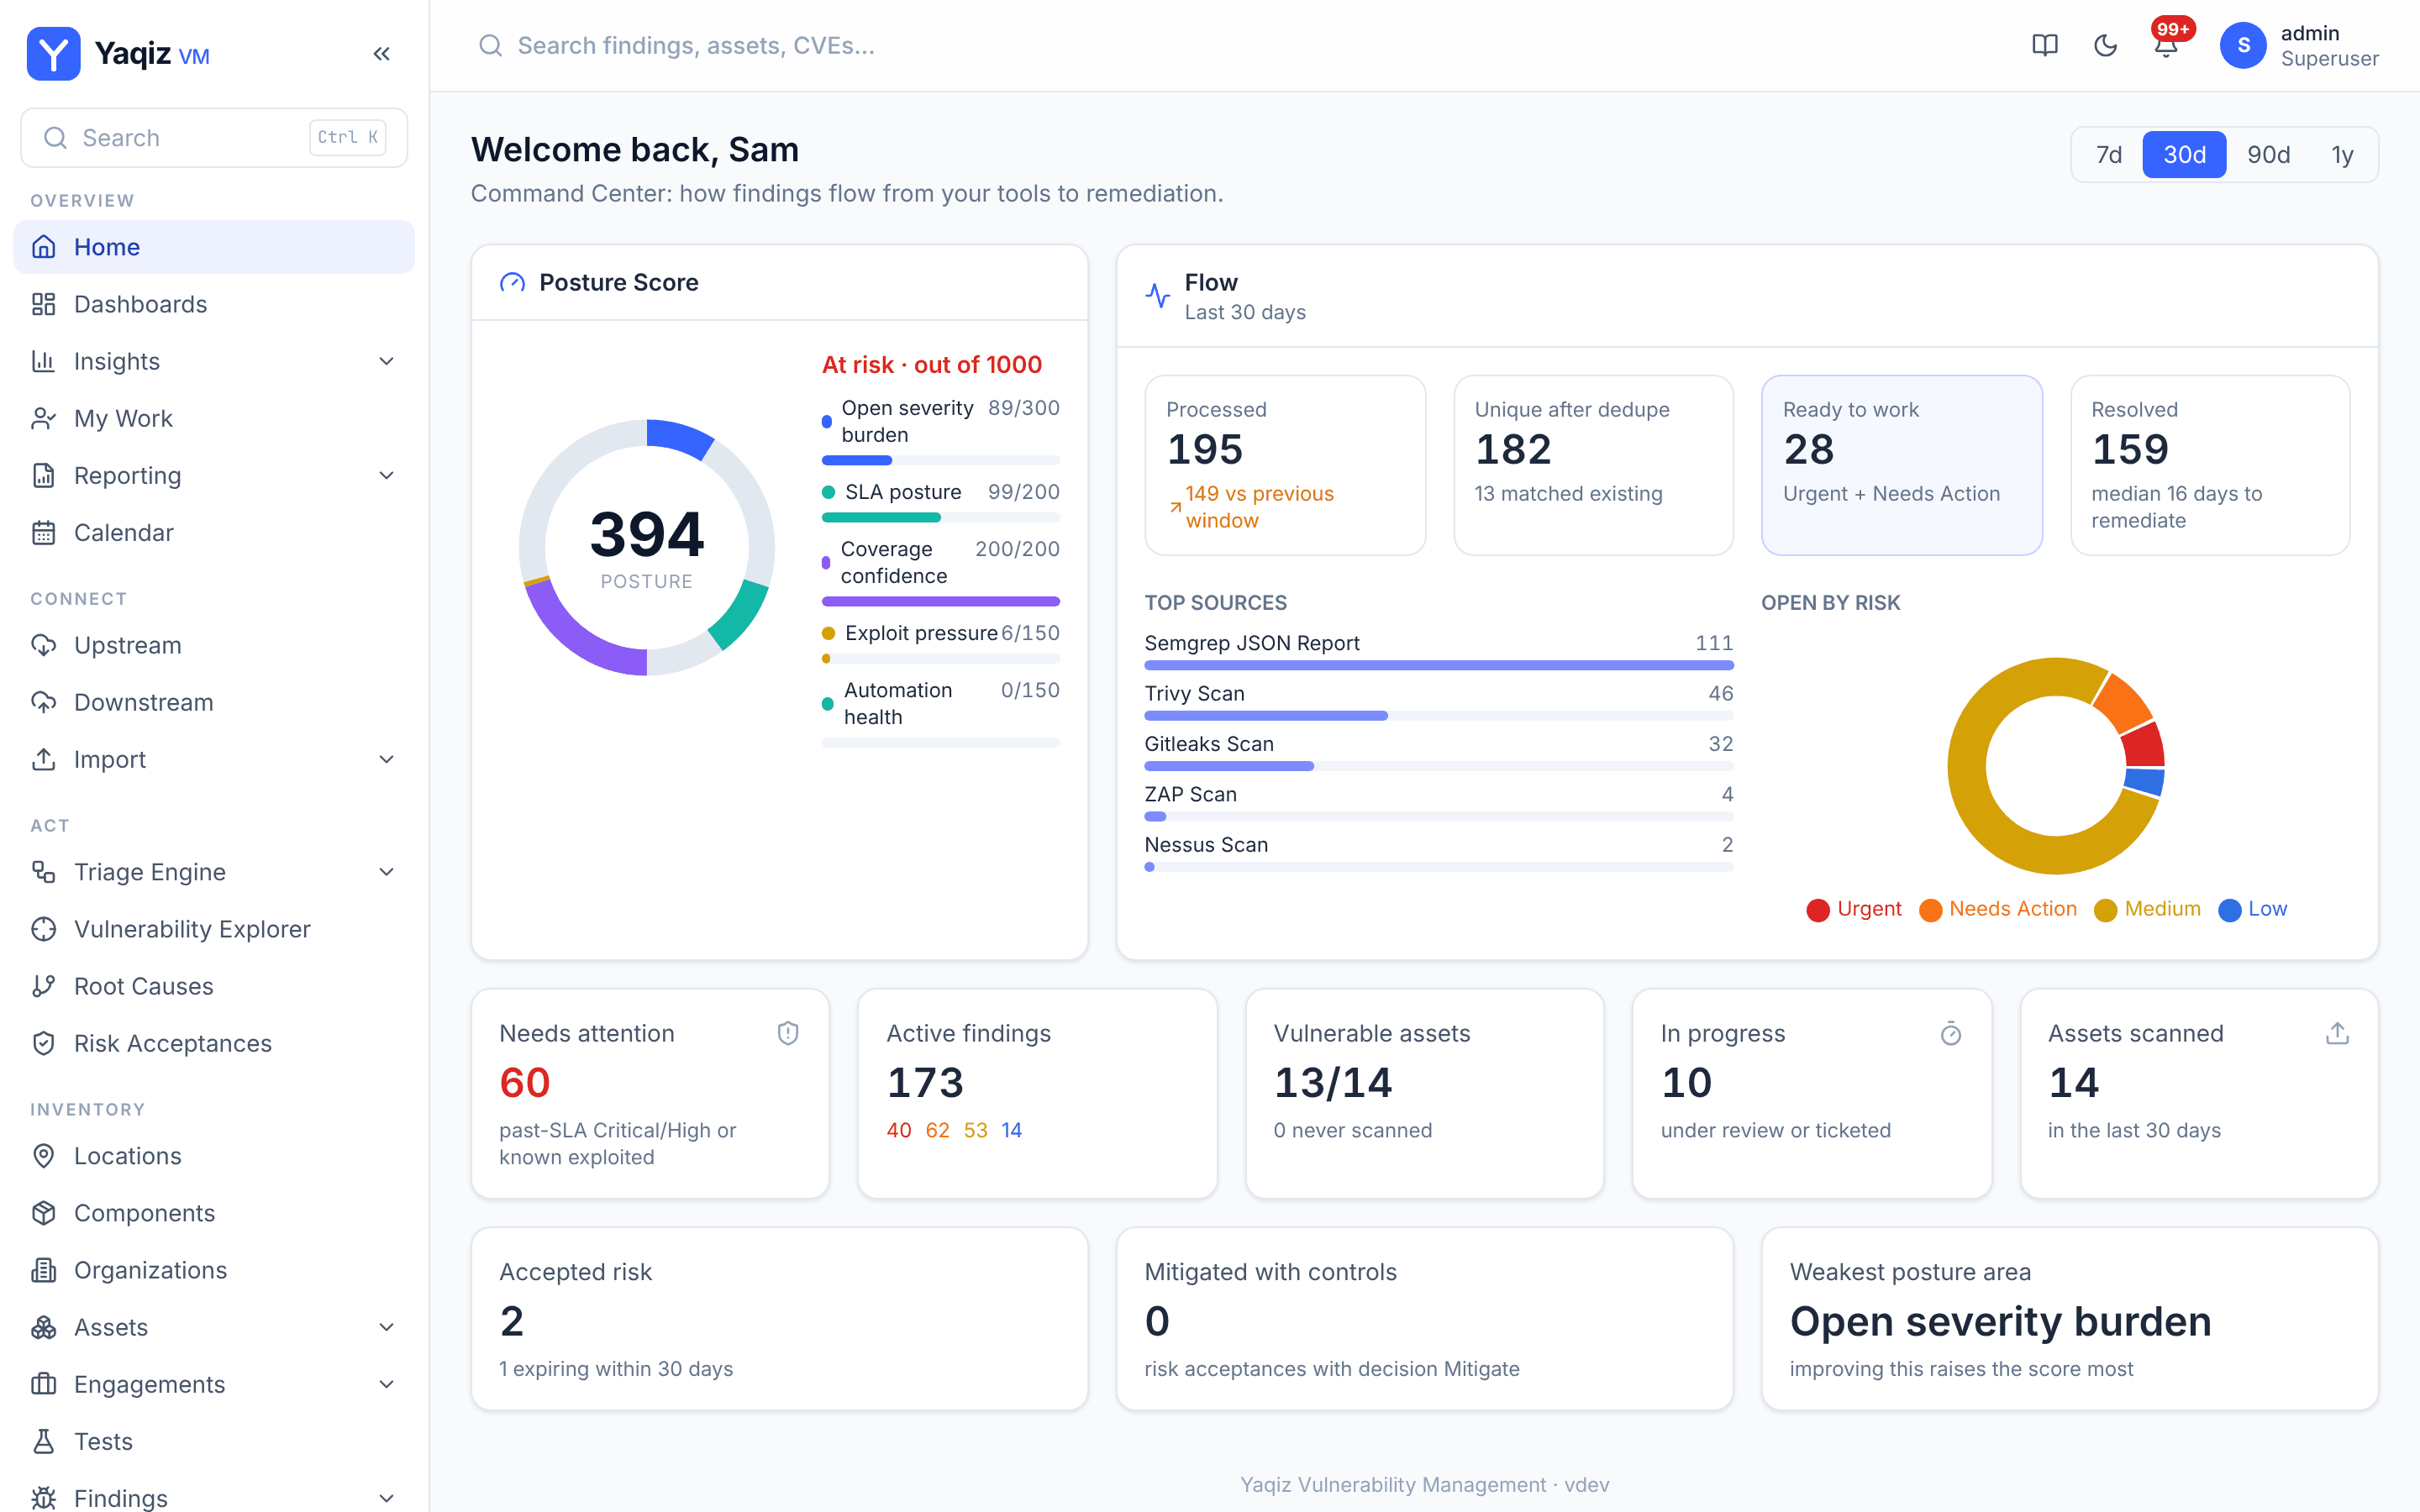 Yaqiz VM
Search
Ctrl K
OVERVIEW
Home
Dashboards
Insights
My Work
Reporting
Calendar
CONNECT
Upstream
Downstream
Import
ACT
Triage Engine
Vulnerability Explorer
Root Causes
Risk Acceptances
INVENTORY
Locations
Components
Organizations
Assets
Engagements
Tests
Findings
Search findings, assets, CVEs...
99+
S
admin
Superuser
Welcome back, Sam
Command Center: how findings flow from your tools to remediation.
7d 30d 90d 1y
Posture Score
394
POSTURE
At risk · out of 1000
Open severity burden 89/300
SLA posture 99/200
Coverage confidence 200/200
Exploit pressure 6/150
Automation health 0/150
Flow
Last 30 days
Processed
195
149 vs previous
window
Unique after dedupe
182
13 matched existing
Ready to work
28
Urgent + Needs Action
Resolved
159
median 16 days to
remediate
TOP SOURCES
Semgrep JSON Report 111
Trivy Scan 46
Gitleaks Scan 32
ZAP Scan 4
Nessus Scan 2
OPEN BY RISK
Urgent Needs Action Medium Low
Needs attention
60
past-SLA Critical/High or
known exploited
Active findings
173
40 62 53 14
Vulnerable assets
13/14
0 never scanned
In progress
10
under review or ticketed
Assets scanned
14
in the last 30 days
Accepted risk
2
1 expiring within 30 days
Mitigated with controls
0
risk acceptances with decision Mitigate
Weakest posture area
Open severity burden
improving this raises the score most
Yaqiz Vulnerability Management · vdev